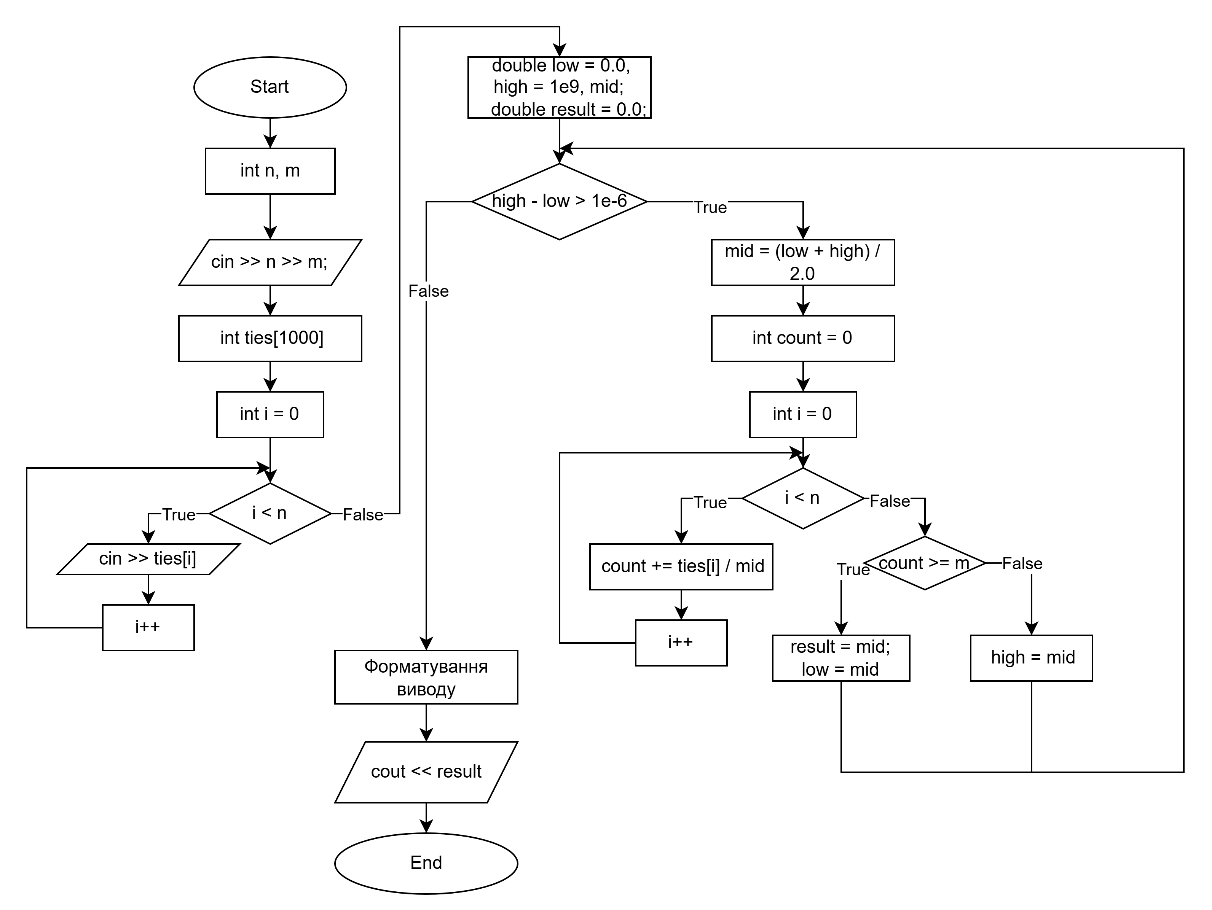 Start
int n, m
cin >> n >> m;
int ties[1000]
int i = 0
i < n
True
False
cin >> ties[i]
i++
double low = 0.0,
high = 1e9, mid;
double result = 0.0;
high - low > 1e-6
True
False
mid = (low + high) /
2.0
int count = 0
int i = 0
i < n
True
False
count += ties[i] / mid
i++
count >= m
True
False
result = mid;
low = mid
high = mid
Форматування
виводу
cout << result
End